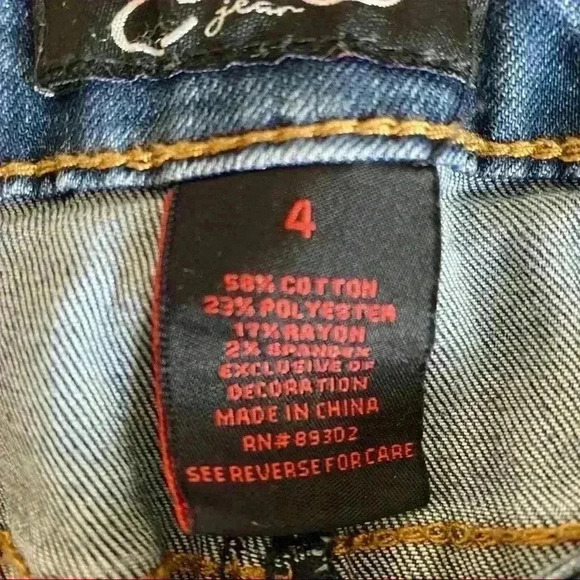 jean
4
58% COTTON
23% POLYESTER
17% RAYON
2% SPANDEX
EXCLUSIVE OF
DECORATION
MADE IN CHINA
RN# 89302
SEE REVERSE FOR CARE